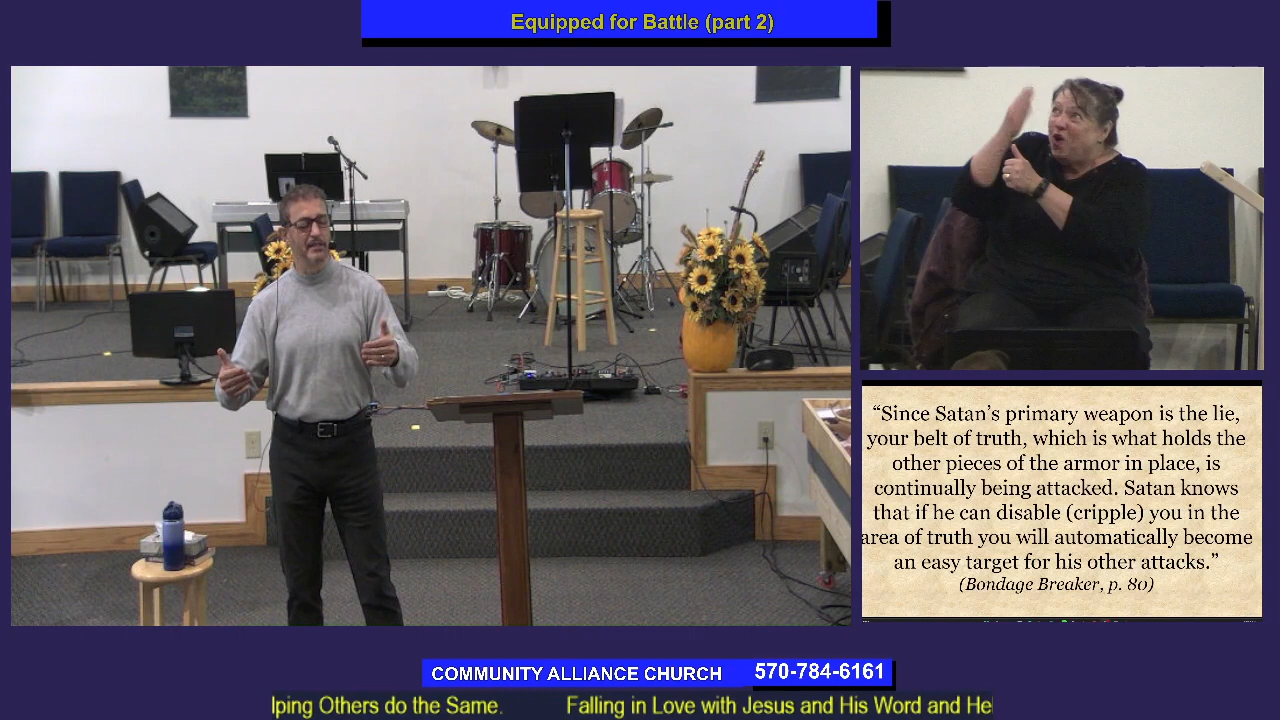 Equipped for Battle (part 2)
“Since Satan’s primary weapon is the lie,
your belt of truth, which is what holds the
other pieces of the armor in place, is
continually being attacked. Satan knows
that if he can disable (cripple) you in the
area of truth you will automatically become
an easy target for his other attacks.”
(Bondage Breaker, p. 80)
COMMUNITY ALLIANCE CHURCH 570-784-6161
lping Others do the Same. Falling in Love with Jesus and His Word and He